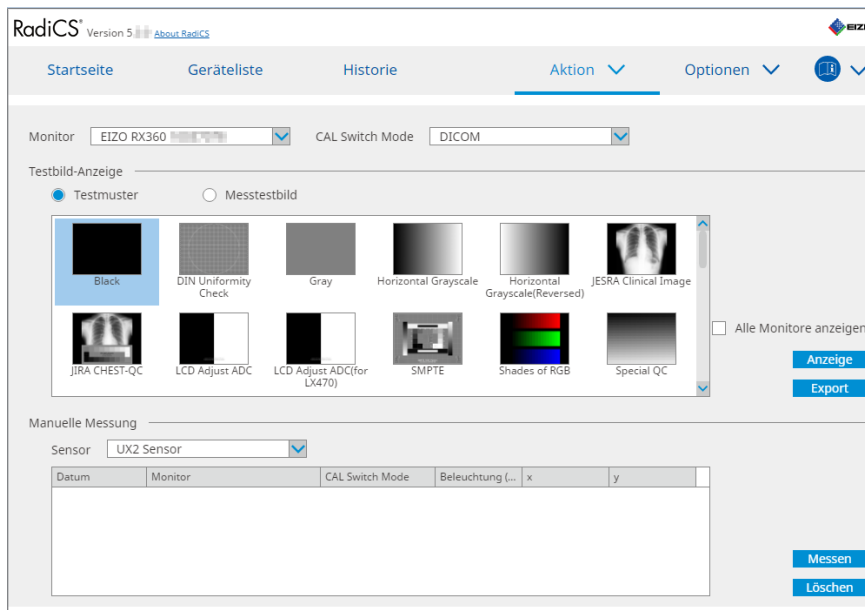 RadiCS® Version 5. About RadiCS EIZ
Startseite Geräteliste Historie Aktion Optionen
Monitor EIZO RX360 CAL Switch Mode DICOM
Testbild-Anzeige
Testmuster Messtestbild
Black DIN Uniformity Gray Horizontal Grayscale Horizontal JESRA Clinical Image
Check Grayscale(Reversed)
Alle Monitore anzeigen
JIRA CHEST-QC LCD Adjust ADC LCD Adjust ADC(for SMPTE Shades of RGB Special QC
LX470)
Anzeige
Export
Manuelle Messung
Sensor UX2 Sensor
Datum Monitor CAL Switch Mode Beleuchtung (... x y
Messen
Löschen